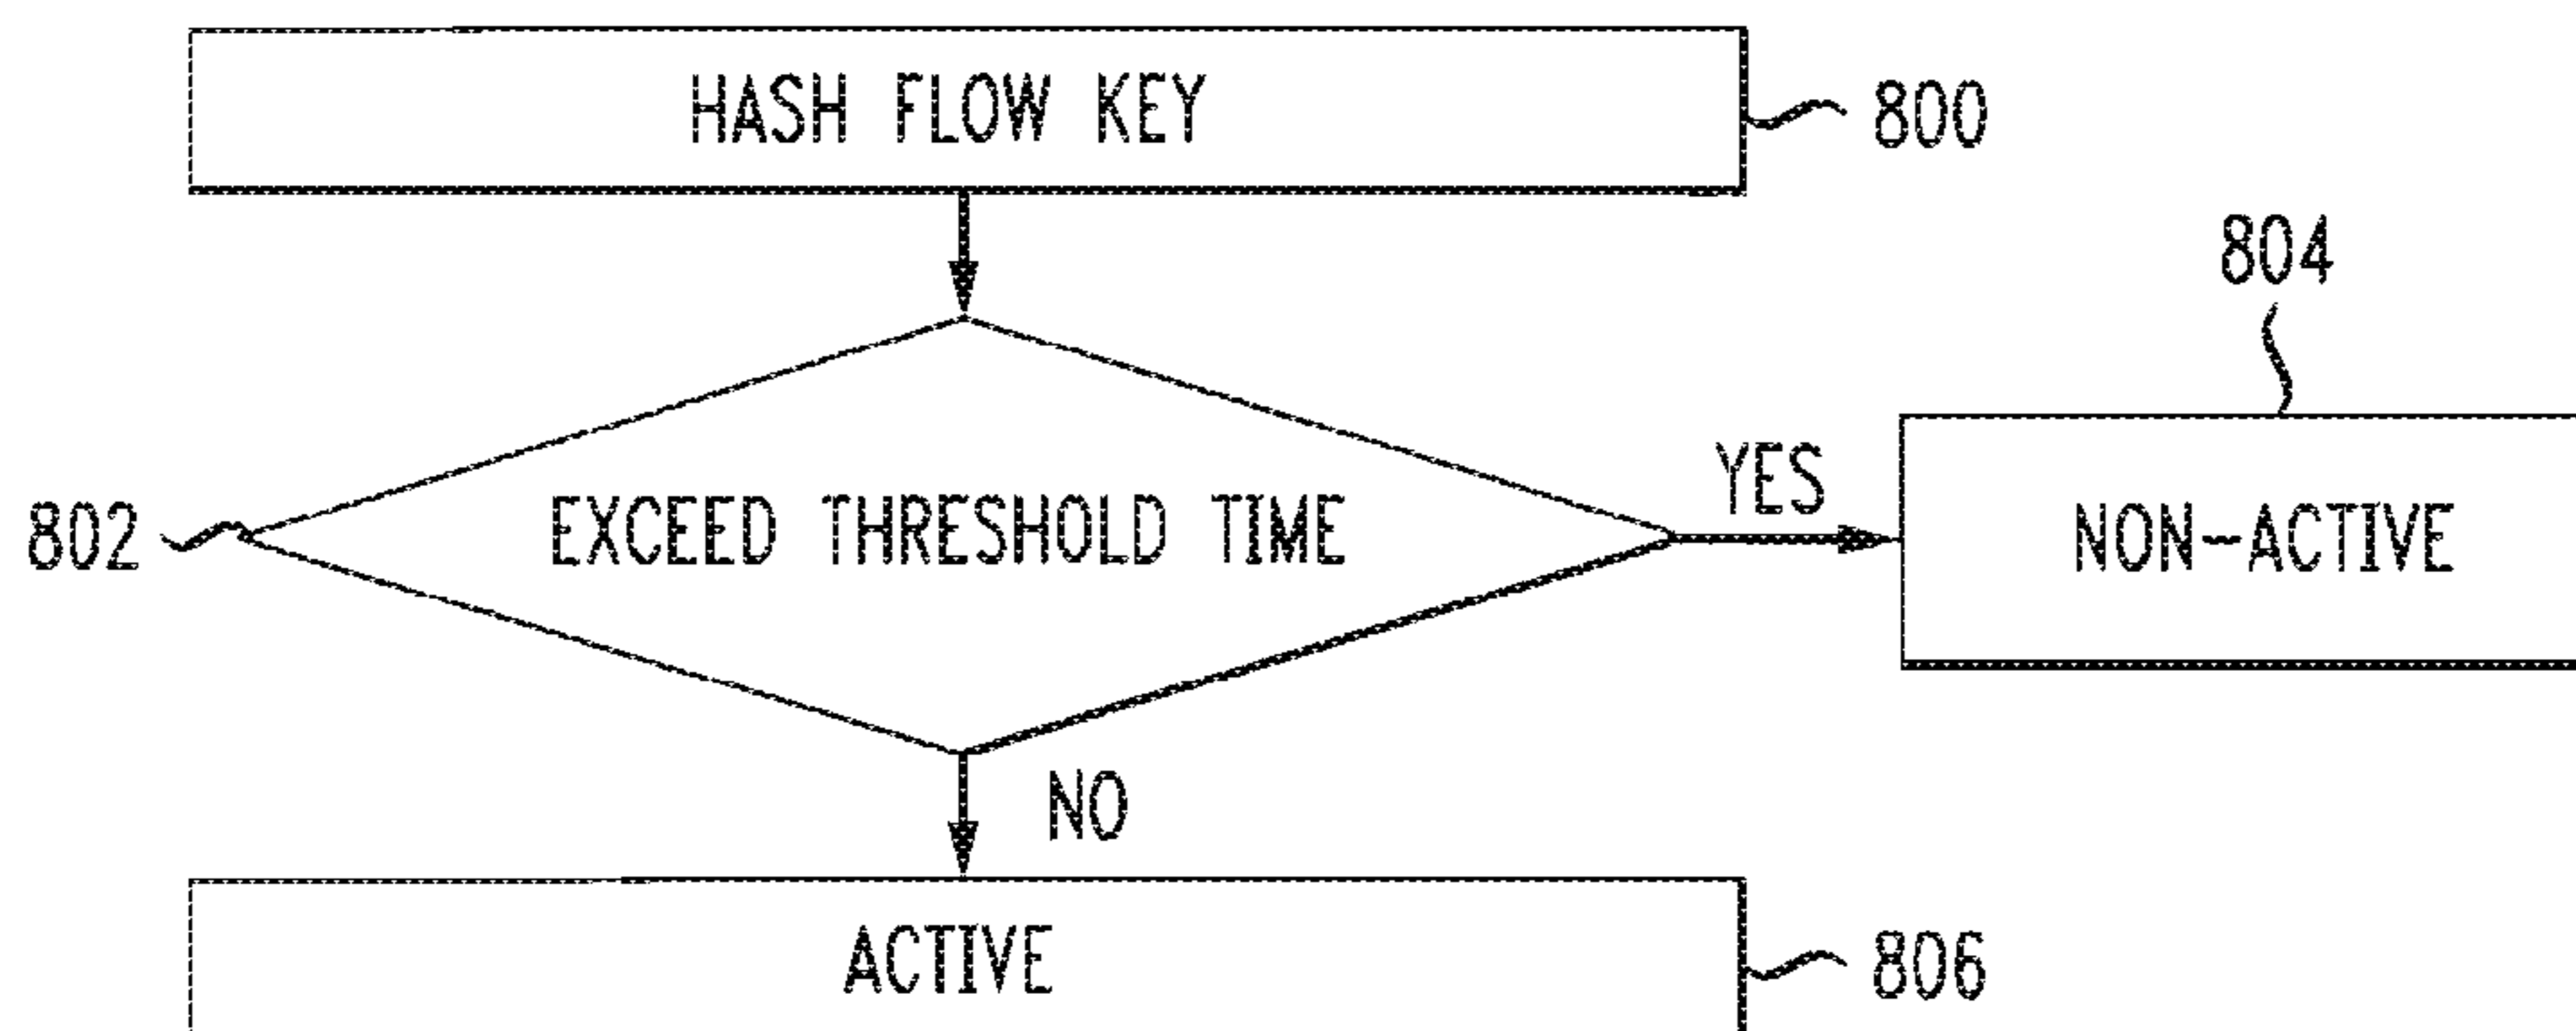 HASH FLOW KEY
800
804
802
EXCEED THRESHOLD TIME
YES
NON-ACTIVE
NO
ACTIVE
806